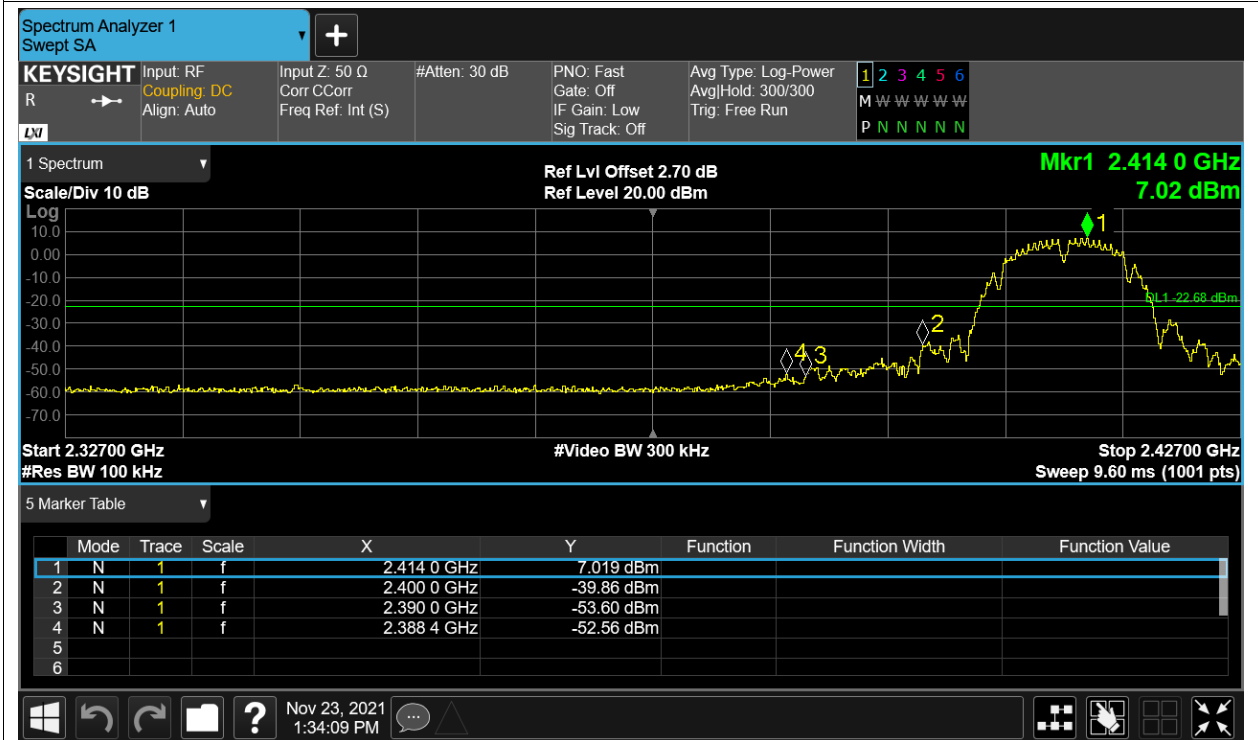 Spectrum Analyzer 1
Swept SA
+
KEYSIGHT
R
LXI
Input: RF
Coupling: DC
Align: Auto
Input Z: 50 Ω
Corr CCorr
Freq Ref: Int (S)
#Atten: 30 dB
PNO: Fast
Gate: Off
IF Gain: Low
Sig Track: Off
Avg Type: Log-Power
Avg|Hold: 300/300
Trig: Free Run
1 2 3 4 5 6
M W W W W W
P N N N N N
1 Spectrum
Scale/Div 10 dB
Ref Lvl Offset 2.70 dB
Ref Level 20.00 dBm
Mkr1 2.414 0 GHz
7.02 dBm
Log
10.0
0.00
-10.0
-20.0
-30.0
-40.0
-50.0
-60.0
-70.0
1
DL1 -22.68 dBm
2
4 3
Start 2.32700 GHz
#Res BW 100 kHz
#Video BW 300 kHz
Stop 2.42700 GHz
Sweep 9.60 ms (1001 pts)
5 Marker Table
Mode Trace Scale X Y Function Function Width Function Value
1 N 1 f 2.414 0 GHz 7.019 dBm
2 N 1 f 2.400 0 GHz -39.86 dBm
3 N 1 f 2.390 0 GHz -53.60 dBm
4 N 1 f 2.388 4 GHz -52.56 dBm
5
6
?
Nov 23, 2021
1:34:09 PM